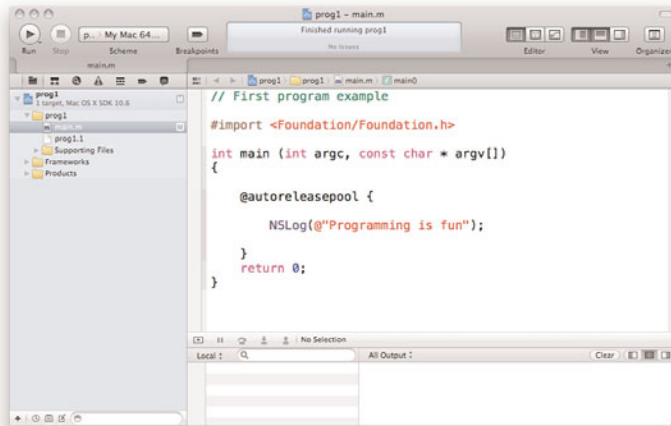 prog1 – main.m
p... My Mac 64...
Finished running prog1
No Issues
Run Stop Scheme Breakpoints Editor View Organizer
main.m
prog1 prog1 main.m main()
prog1
1 target, Mac OS X SDK 10.6
prog1
main.m
prog1.1
Supporting Files
Frameworks
Products
// First program example
#import <Foundation/Foundation.h>
int main (int argc, const char * argv[])
{
@autoreleasepool {
NSLog(@"Programming is fun");
}
return 0;
}
No Selection
Local
All Output
Clear